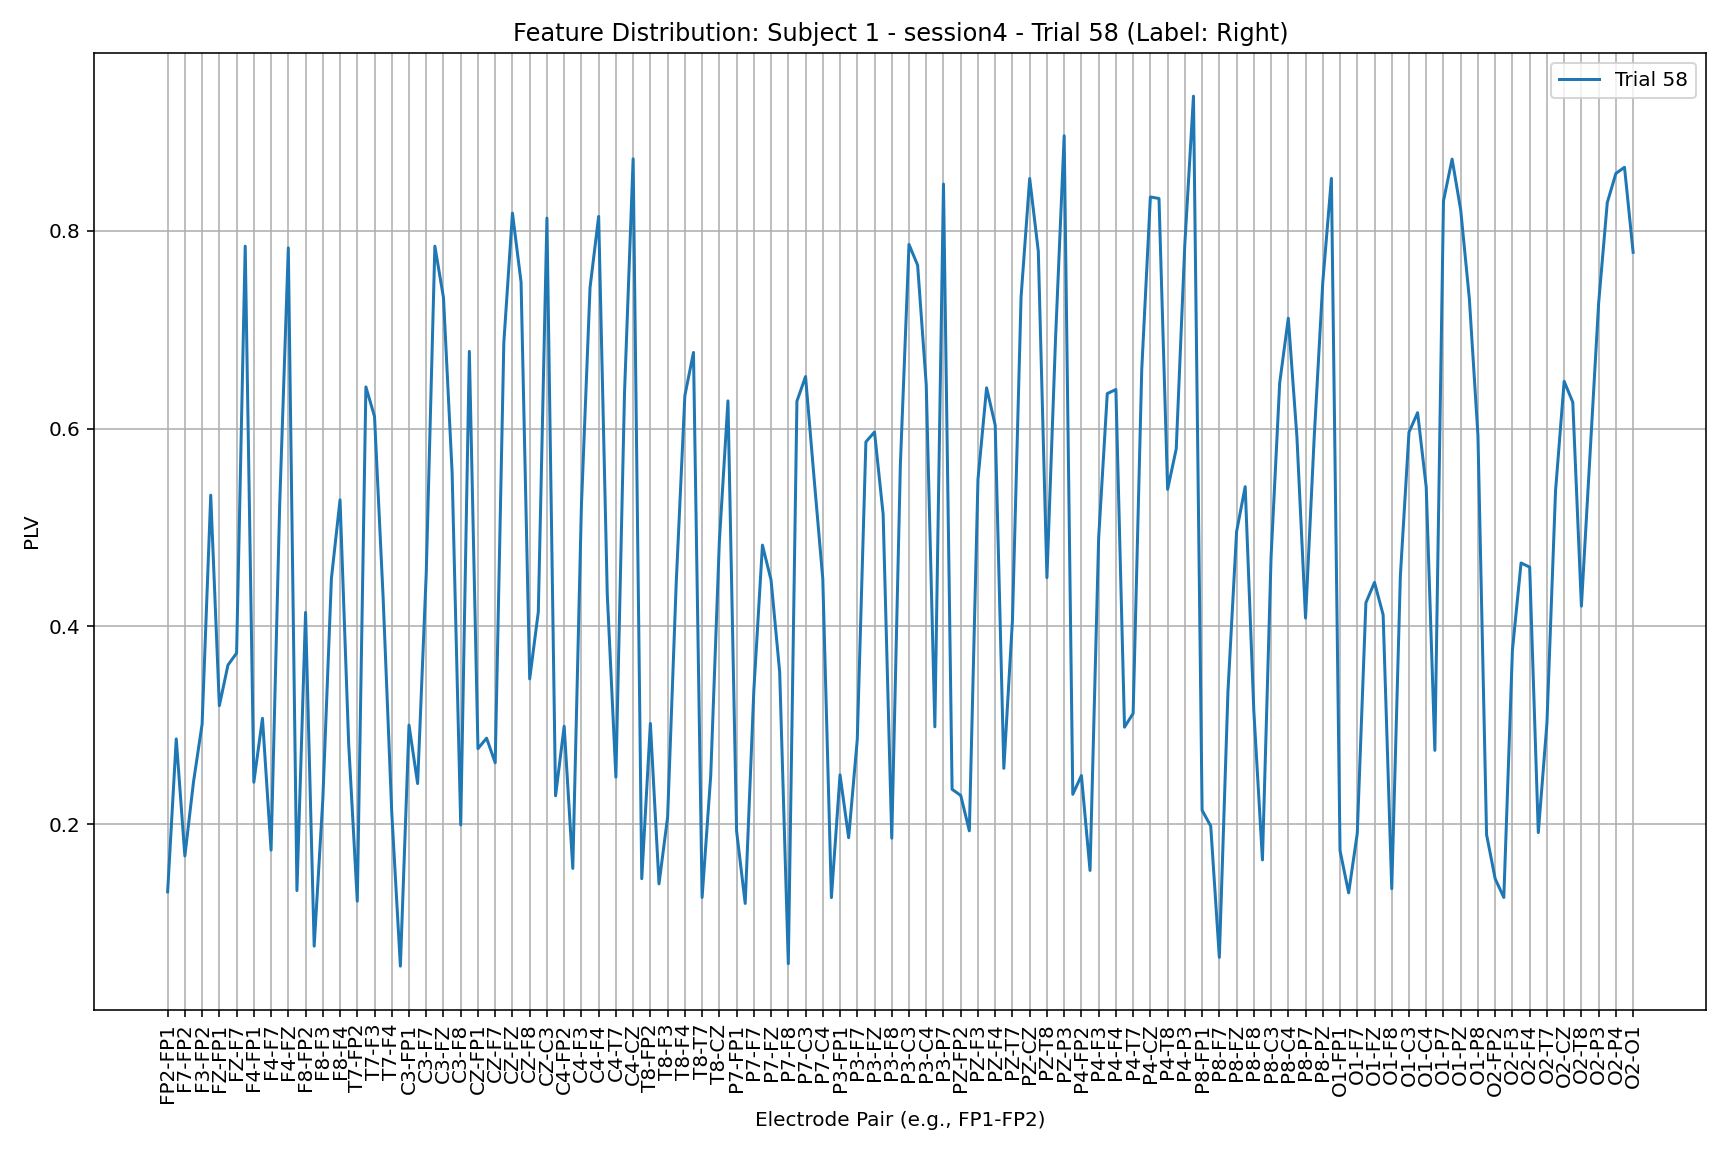 Feature Distribution: Subject 1 - session4 - Trial 58 (Label: Right)
Trial 58
PLV
0.8
0.6
0.4
0.2
FP2-FP1
F7-FP2
F3-FP2
FZ-FP1
FZ-F7
F4-FP1
F4-F7
F4-FZ
F8-FP2
F8-F3
F8-F4
T7-FP2
T7-F3
T7-F4
C3-FP1
C3-F7
C3-FZ
C3-F8
CZ-FP1
CZ-F7
CZ-FZ
CZ-F8
CZ-C3
C4-FP2
C4-F3
C4-F4
C4-T7
C4-CZ
T8-FP2
T8-F3
T8-F4
T8-T7
T8-CZ
P7-FP1
P7-F7
P7-FZ
P7-F8
P7-C3
P7-C4
P3-FP1
P3-F7
P3-FZ
P3-F8
P3-C3
P3-C4
P3-P7
PZ-FP2
PZ-F3
PZ-F4
PZ-T7
PZ-CZ
PZ-T8
PZ-P3
P4-FP2
P4-F3
P4-F4
P4-T7
P4-CZ
P4-T8
P4-P3
P8-FP1
P8-F7
P8-FZ
P8-F8
P8-C3
P8-C4
P8-P7
P8-PZ
O1-FP1
O1-F7
O1-FZ
O1-F8
O1-C3
O1-C4
O1-P7
O1-PZ
O1-P8
O2-FP2
O2-F3
O2-F4
O2-T7
O2-CZ
O2-T8
O2-P3
O2-P4
O2-O1
Electrode Pair (e.g., FP1-FP2)